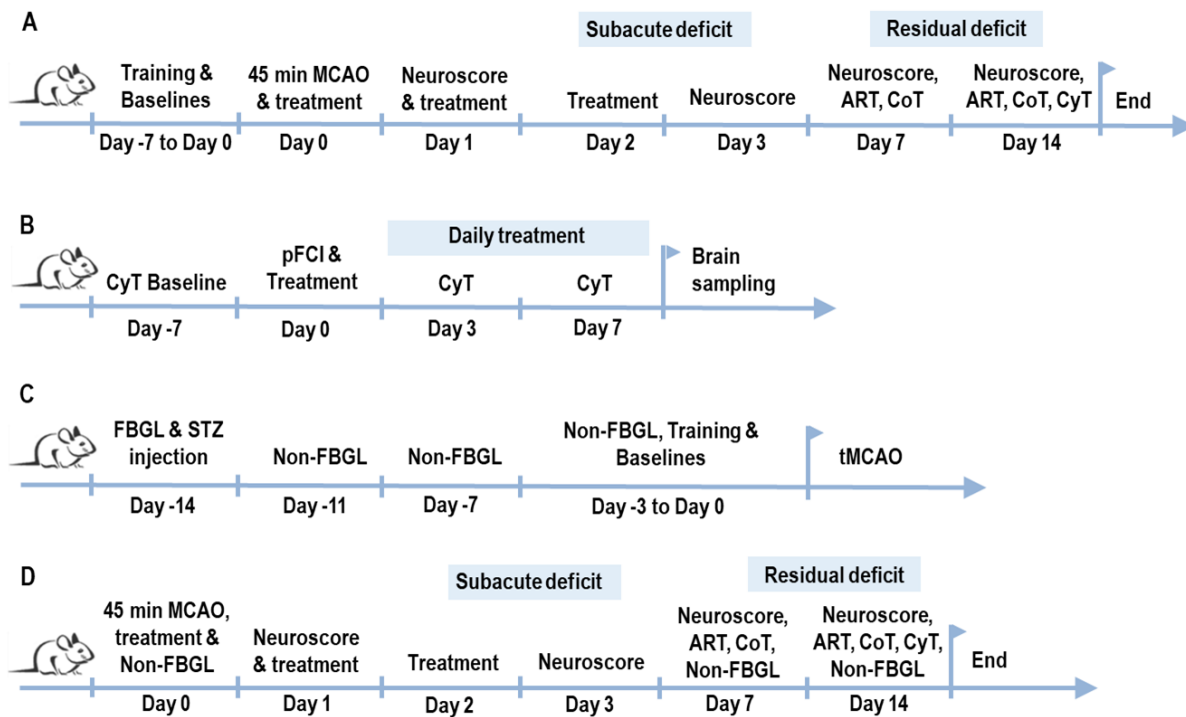 A
Subacute deficit
Residual deficit
Training &
Baselines
45 min MCAO
& treatment
Neuroscore
& treatment
Treatment
Neuroscore
Neuroscore,
ART, CoT
Neuroscore,
ART, CoT, CyT
End
Day -7 to Day 0
Day 0
Day 1
Day 2
Day 3
Day 7
Day 14
B
Daily treatment
CyT Baseline
pFCI &
Treatment
CyT
CyT
Brain
sampling
Day -7
Day 0
Day 3
Day 7
C
FBGL & STZ
injection
Non-FBGL
Non-FBGL
Non-FBGL, Training &
Baselines
tMCAO
Day -14
Day -11
Day -7
Day -3 to Day 0
D
Subacute deficit
Residual deficit
45 min MCAO,
treatment &
Non-FBGL
Neuroscore
& treatment
Treatment
Neuroscore
Neuroscore,
ART, CoT,
Non-FBGL
Neuroscore,
ART, CoT, CyT,
Non-FBGL
End
Day 0
Day 1
Day 2
Day 3
Day 7
Day 14